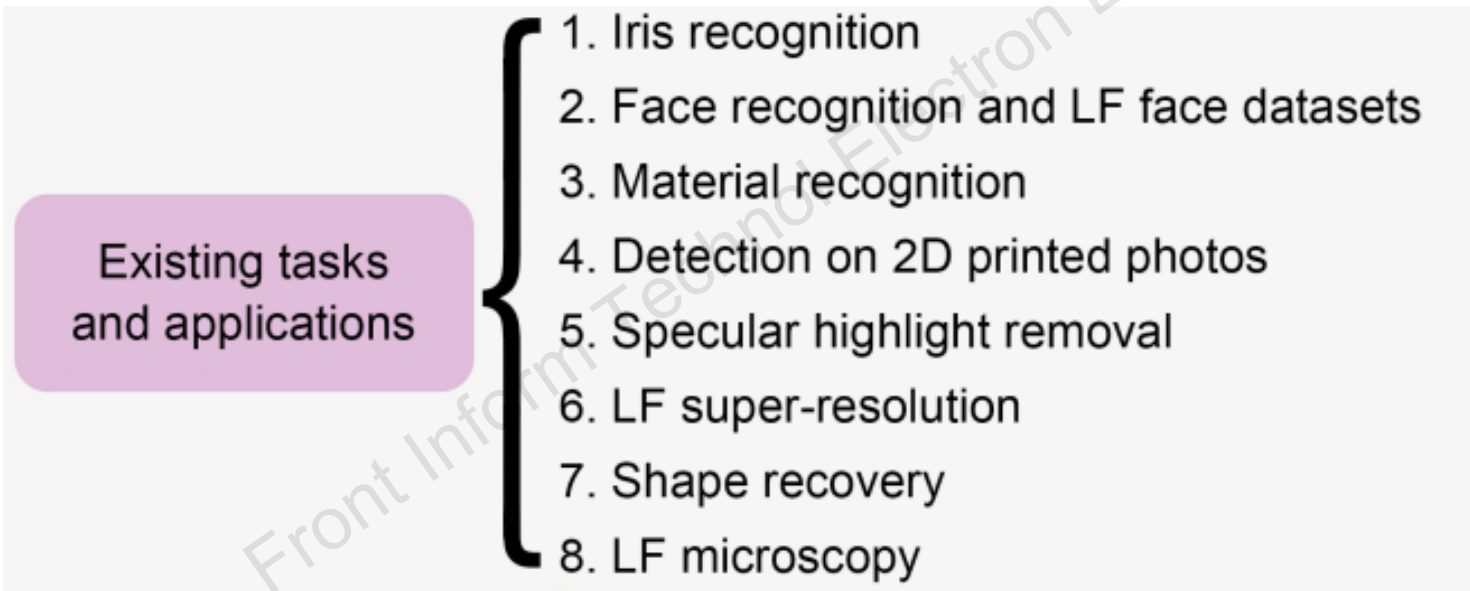 Existing tasks
and applications
1. Iris recognition
2. Face recognition and LF face datasets
3. Material recognition
4. Detection on 2D printed photos
5. Specular highlight removal
6. LF super-resolution
7. Shape recovery
8. LF microscopy
Front Inform Technol Electron